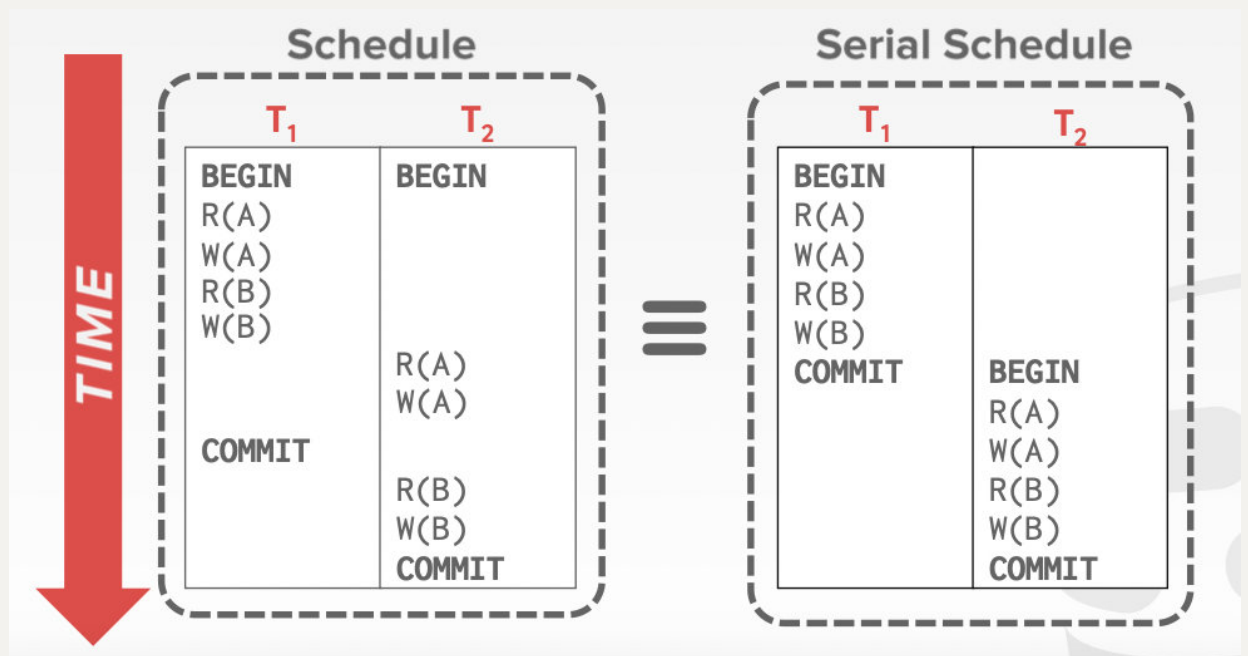 Schedule
T₁ T₂
BEGIN BEGIN
R(A)
W(A)
R(B)
W(B)
R(A)
W(A)
COMMIT
R(B)
W(B)
COMMIT
TIME
≡
Serial Schedule
T₁ T₂
BEGIN
R(A)
W(A)
R(B)
W(B)
COMMIT BEGIN
R(A)
W(A)
R(B)
W(B)
COMMIT